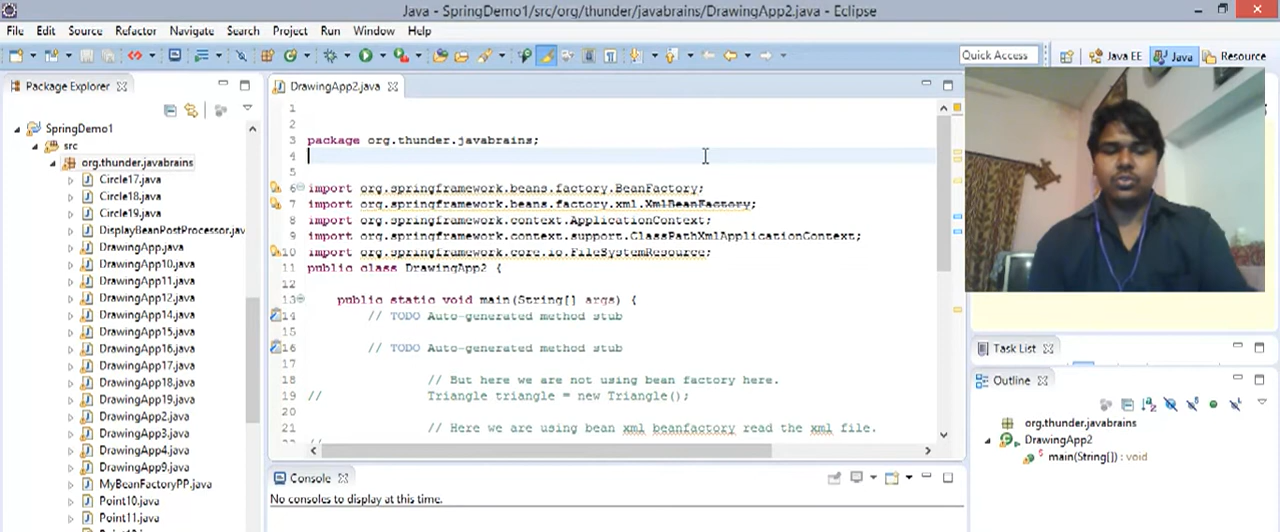 Java - SpringDemo1/src/org/thunder/javabrains/DrawingApp2.java - Eclipse
File Edit Source Refactor Navigate Search Project Run Window Help
Quick Access
Java EE
Java
Resource
Package Explorer
SpringDemo1
src
org.thunder.javabrains
Circle17.java
Circle18.java
Circle19.java
DisplayBeanPostProcessor.java
DrawingApp.java
DrawingApp10.java
DrawingApp11.java
DrawingApp12.java
DrawingApp14.java
DrawingApp15.java
DrawingApp16.java
DrawingApp17.java
DrawingApp18.java
DrawingApp19.java
DrawingApp2.java
DrawingApp3.java
DrawingApp4.java
DrawingApp9.java
MyBeanFactoryPP.java
Point10.java
Point11.java
DrawingApp2.java
1
2
3 package org.thunder.javabrains;
4
5
6 import org.springframework.beans.factory.BeanFactory;
7 import org.springframework.beans.factory.xml.XmlBeanFactory;
8 import org.springframework.context.ApplicationContext;
9 import org.springframework.context.support.ClassPathXmlApplicationContext;
10 import org.springframework.core.io.FileSystemResource;
11 public class DrawingApp2 {
12
13 public static void main(String[] args) {
14 // TODO Auto-generated method stub
15
16 // TODO Auto-generated method stub
17
18 // But here we are not using bean factory here.
19 // Triangle triangle = new Triangle();
20
21 // Here we are using bean xml beanfactory read the xml file.
Console
No consoles to display at this time.
Task List
Outline
org.thunder.javabrains
DrawingApp2
main(String[]) : void